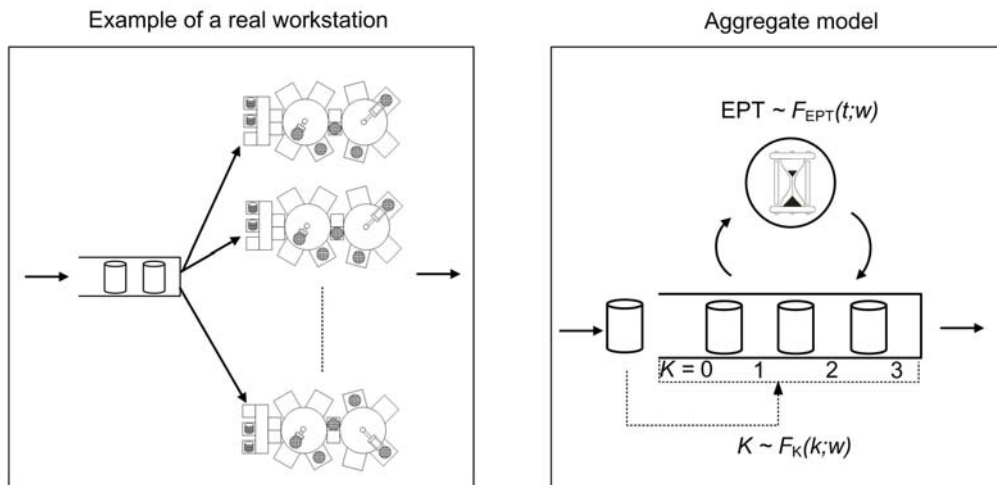 Example of a real workstation
Aggregate model
EPT ~ F_EPT(t;w)
K = 0 1 2 3
K ~ F_K(k;w)